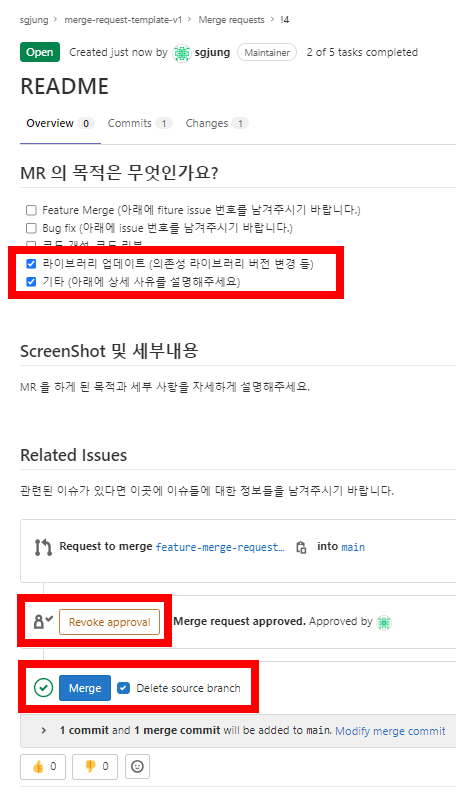 sgjung > merge-request-template-v1 > Merge requests > !4
Open Created just now by sgjung Maintainer 2 of 5 tasks completed
README
Overview 0 Commits 1 Changes 1
MR 의 목적은 무엇인가요?
Feature Merge (아래에 fiture issue 번호를 남겨주시기 바랍니다.)
Bug fix (아래에 issue 번호를 남겨주시기 바랍니다.)
코드 개선, 코드 리뷰
라이브러리 업데이트 (의존성 라이브러리 버전 변경 등)
기타 (아래에 상세 사유를 설명해주세요)
ScreenShot 및 세부내용
MR 을 하게 된 목적과 세부 사항을 자세하게 설명해주세요.
Related Issues
관련된 이슈가 있다면 이곳에 이슈들에 대한 정보들을 남겨주시기 바랍니다.
Request to merge feature-merge-request… into main
Revoke approval Merge request approved. Approved by
Merge Delete source branch
> 1 commit and 1 merge commit will be added to main. Modify merge commit
0 0